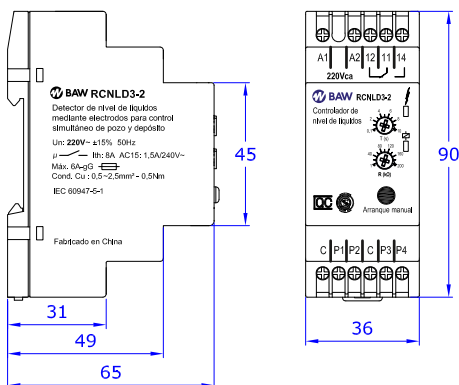 BAW RCNLD3-2
Detector de nivel de líquidos
mediante electrodos para control
simultáneo de pozo y depósito
Un: 220V~ ±15% 50Hz
μ Ith: 8A AC15: 1,5A/240V~
Máx. 6A-gG
Cond. Cu : 0,5~2,5mm² - 0,5Nm
IEC 60947-5-1
Fabricado en China
31
49
65
45
A1 A2 12 11 14
220Vca
BAW RCNLD3-2
Controlador de
nivel de líquidos
T (s)
R (kΩ)
QC
Arranque manual
C P1 P2 C P3 P4
36
90